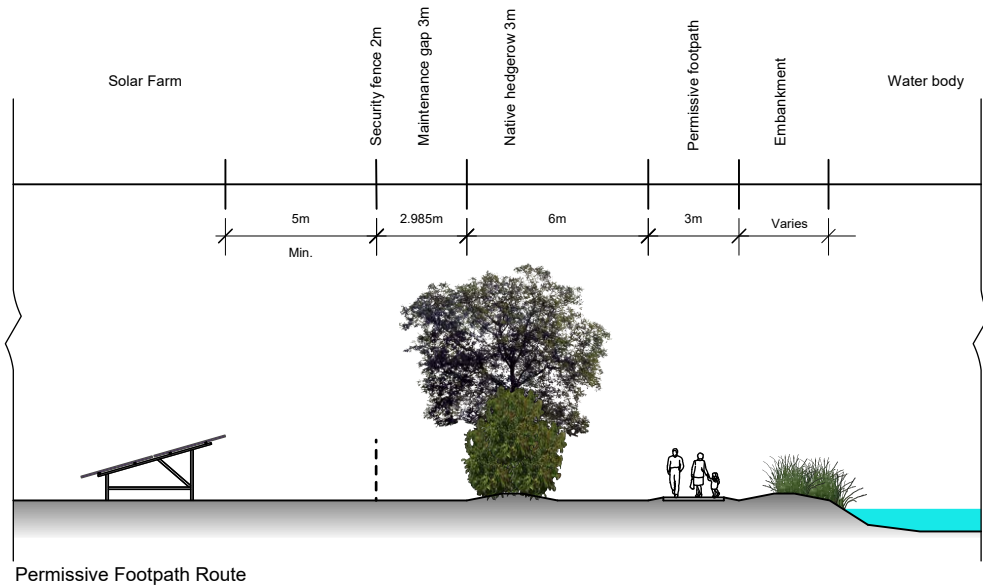 Solar Farm
Security fence 2m
Maintenance gap 3m
Native hedgerow 3m
Permissive footpath
Embankment
Water body
5m
Min.
2.985m
6m
3m
Varies
Permissive Footpath Route